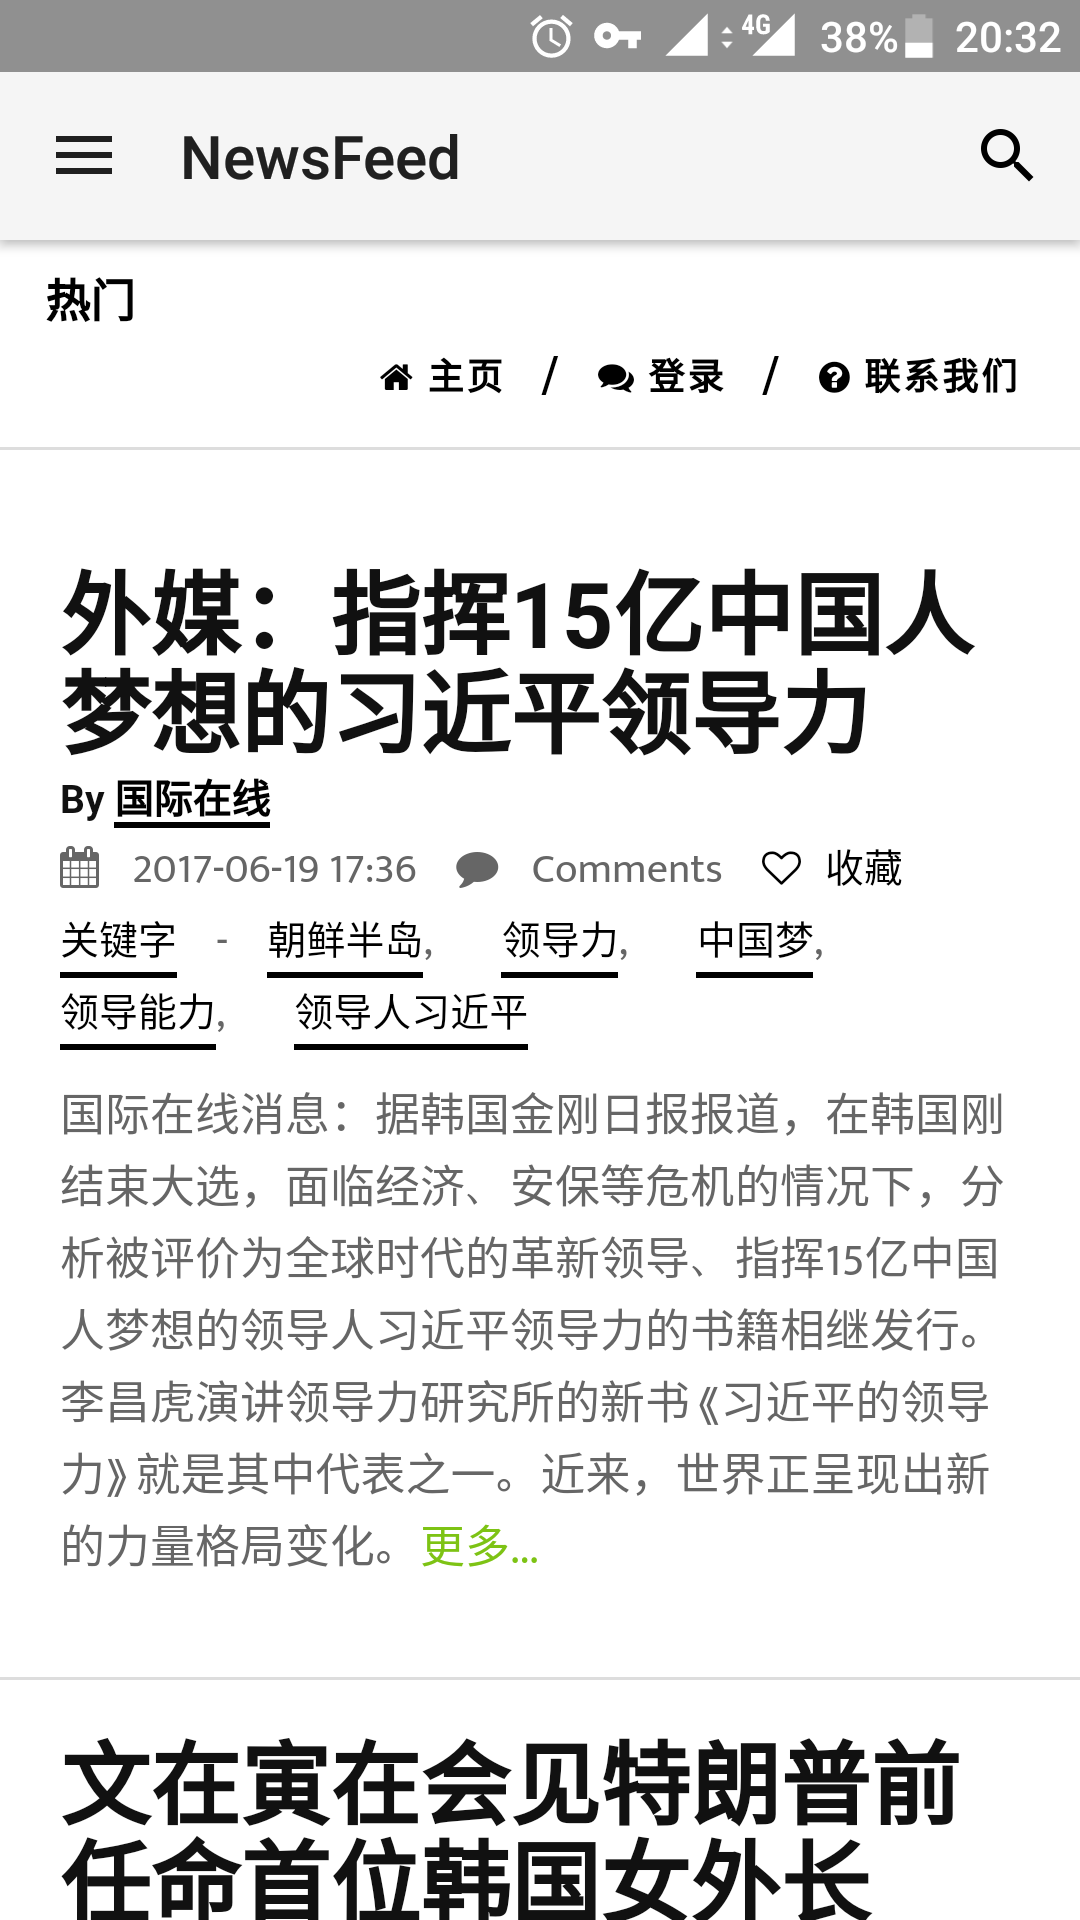 4G 38% 20:32
NewsFeed
热门
主页 / 登录 / 联系我们
外媒：指挥15亿中国人
梦想的习近平领导力
By 国际在线
2017-06-19 17:36 Comments 收藏
关键字 - 朝鲜半岛, 领导力, 中国梦,
领导能力, 领导人习近平
国际在线消息：据韩国金刚日报报道，在韩国刚
结束大选，面临经济、安保等危机的情况下，分
析被评价为全球时代的革新领导、指挥15亿中国
人梦想的领导人习近平领导力的书籍相继发行。
李昌虎演讲领导力研究所的新书《习近平的领导
力》就是其中代表之一。近来，世界正呈现出新
的力量格局变化。更多...
文在寅在会见特朗普前
任命首位韩国女外长